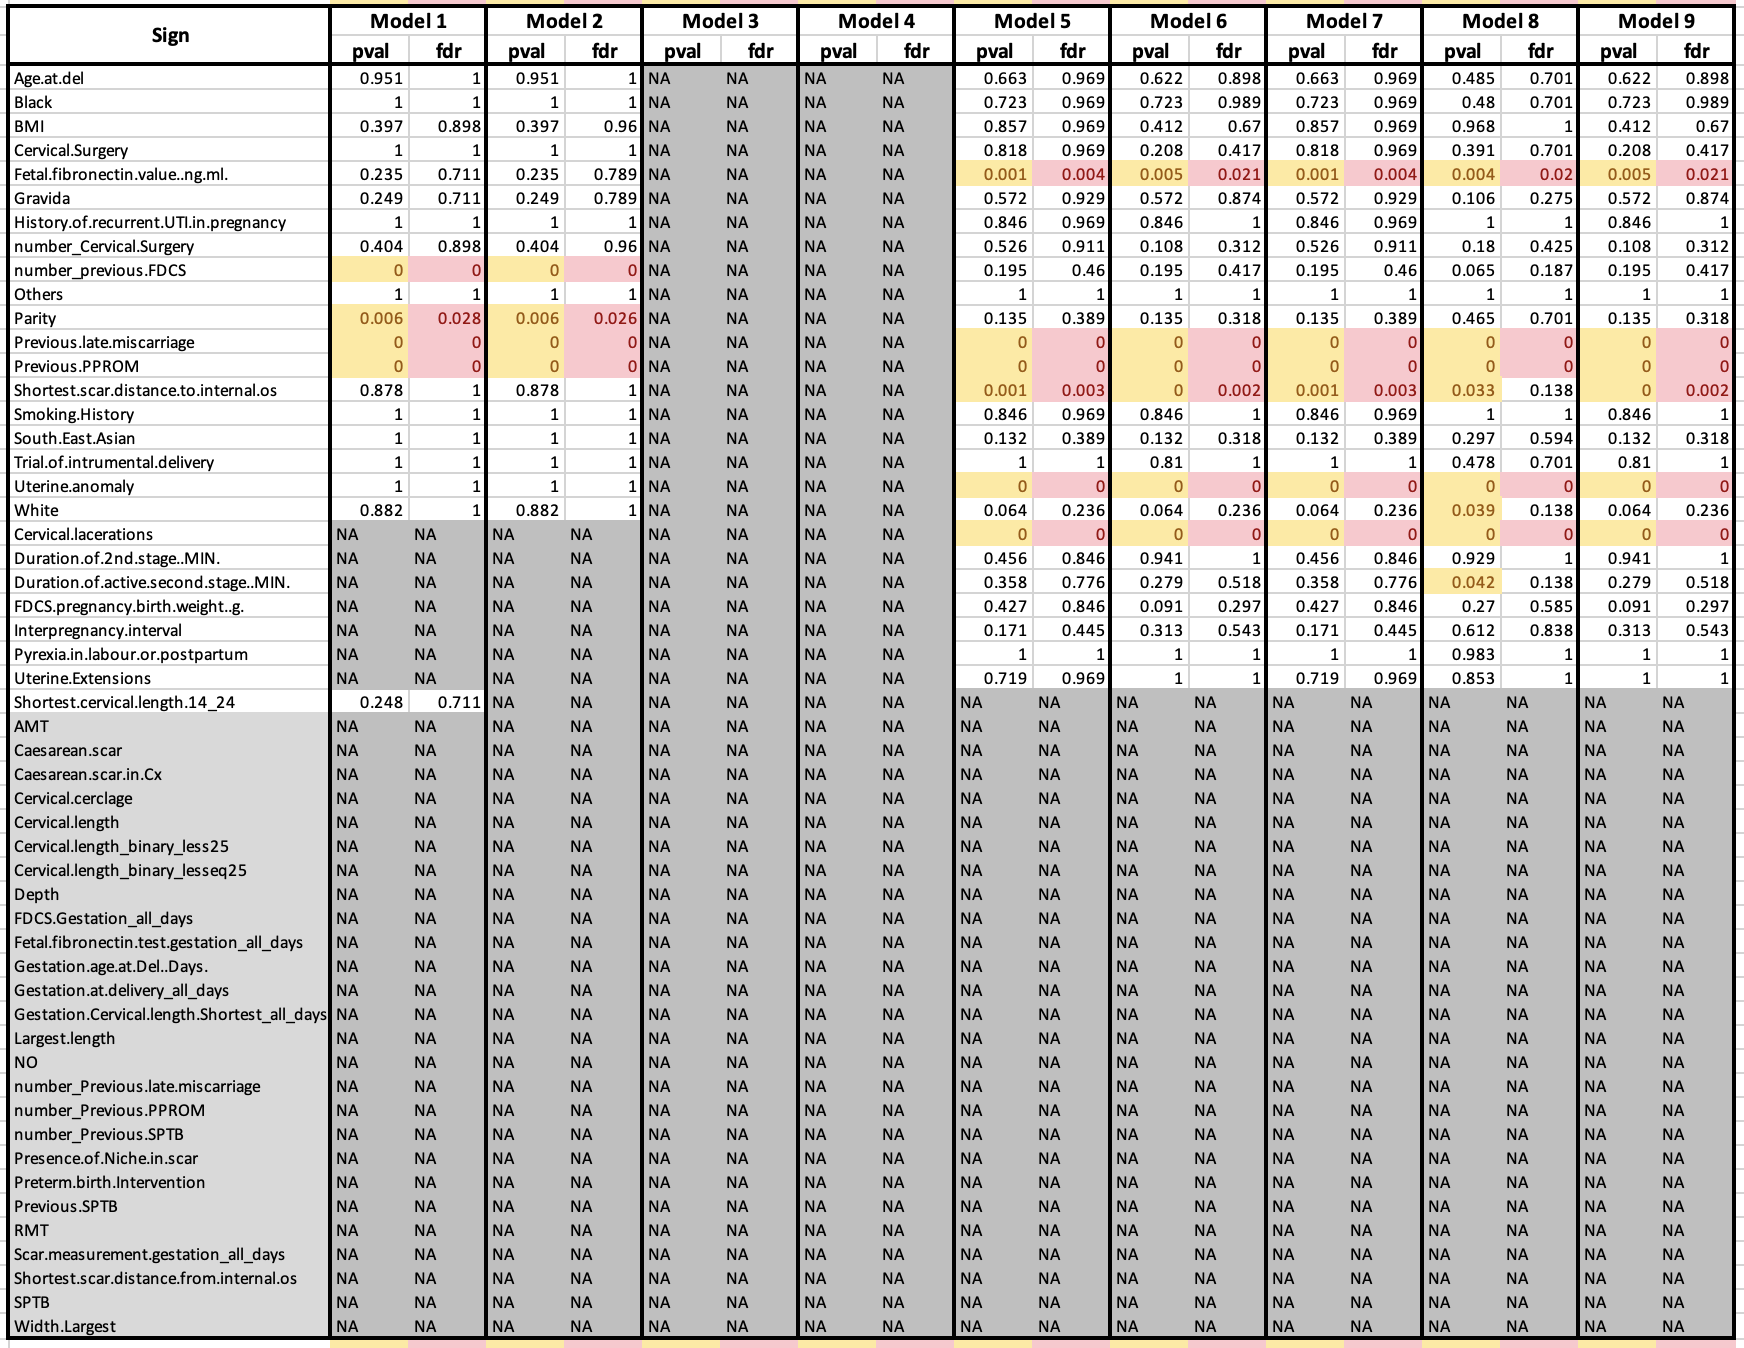 Sign Model 1 Model 2 Model 3 Model 4 Model 5 Model 6 Model 7 Model 8 Model 9
pval fdr pval fdr pval fdr pval fdr pval fdr pval fdr pval fdr pval fdr pval fdr
Age.at.del 0.951 1 0.951 1 NA NA NA NA 0.663 0.969 0.622 0.898 0.663 0.969 0.485 0.701 0.622 0.898
Black 1 1 1 1 NA NA NA NA 0.723 0.969 0.723 0.989 0.723 0.969 0.48 0.701 0.723 0.989
BMI 0.397 0.898 0.397 0.96 NA NA NA NA 0.857 0.969 0.412 0.67 0.857 0.969 0.968 1 0.412 0.67
Cervical.Surgery 1 1 1 1 NA NA NA NA 0.818 0.969 0.208 0.417 0.818 0.969 0.391 0.701 0.208 0.417
Fetal.fibronectin.value..ng.ml. 0.235 0.711 0.235 0.789 NA NA NA NA 0.001 0.004 0.005 0.021 0.001 0.004 0.004 0.02 0.005 0.021
Gravida 0.249 0.711 0.249 0.789 NA NA NA NA 0.572 0.929 0.572 0.874 0.572 0.929 0.106 0.275 0.572 0.874
History.of.recurrent.UTI.in.pregnancy 1 1 1 1 NA NA NA NA 0.846 0.969 0.846 1 0.846 0.969 1 1 0.846 1
number_Cervical.Surgery 0.404 0.898 0.404 0.96 NA NA NA NA 0.526 0.911 0.108 0.312 0.526 0.911 0.18 0.425 0.108 0.312
number_previous.FDCS 0 0 0 0 NA NA NA NA 0.195 0.46 0.195 0.417 0.195 0.46 0.065 0.187 0.195 0.417
Others 1 1 1 1 NA NA NA NA 1 1 1 1 1 1 1 1 1 1
Parity 0.006 0.028 0.006 0.026 NA NA NA NA 0.135 0.389 0.135 0.318 0.135 0.389 0.465 0.701 0.135 0.318
Previous.late.miscarriage 0 0 0 0 NA NA NA NA 0 0 0 0 0 0 0 0 0 0
Previous.PPROM 0 0 0 0 NA NA NA NA 0 0 0 0 0 0 0 0 0 0
Shortest.scar.distance.to.internal.os 0.878 1 0.878 1 NA NA NA NA 0.001 0.003 0 0.002 0.001 0.003 0.033 0.138 0 0.002
Smoking.History 1 1 1 1 NA NA NA NA 0.846 0.969 0.846 1 0.846 0.969 1 1 0.846 1
South.East.Asian 1 1 1 1 NA NA NA NA 0.132 0.389 0.132 0.318 0.132 0.389 0.297 0.594 0.132 0.318
Trial.of.intrumental.delivery 1 1 1 1 NA NA NA NA 1 1 0.81 1 1 1 0.478 0.701 0.81 1
Uterine.anomaly 1 1 1 1 NA NA NA NA 0 0 0 0 0 0 0 0 0 0
White 0.882 1 0.882 1 NA NA NA NA 0.064 0.236 0.064 0.236 0.064 0.236 0.039 0.138 0.064 0.236
Cervical.lacerations NA NA NA NA NA NA NA NA 0 0 0 0 0 0 0 0 0 0
Duration.of.2nd.stage..MIN. NA NA NA NA NA NA NA NA 0.456 0.846 0.941 1 0.456 0.846 0.929 1 0.941 1
Duration.of.active.second.stage..MIN. NA NA NA NA NA NA NA NA 0.358 0.776 0.279 0.518 0.358 0.776 0.042 0.138 0.279 0.518
FDCS.pregnancy.birth.weight..g. NA NA NA NA NA NA NA NA 0.427 0.846 0.091 0.297 0.427 0.846 0.27 0.585 0.091 0.297
Interpregnancy.interval NA NA NA NA NA NA NA NA 0.171 0.445 0.313 0.543 0.171 0.445 0.612 0.838 0.313 0.543
Pyrexia.in.labour.or.postpartum NA NA NA NA NA NA NA NA 1 1 1 1 1 1 0.983 1 1 1
Uterine.Extensions NA NA NA NA NA NA NA NA 0.719 0.969 1 1 0.719 0.969 0.853 1 1 1
Shortest.cervical.length.14_24 0.248 0.711 NA NA NA NA NA NA NA NA NA NA NA NA NA NA NA NA
AMT NA NA NA NA NA NA NA NA NA NA NA NA NA NA NA NA NA NA
Caesarean.scar NA NA NA NA NA NA NA NA NA NA NA NA NA NA NA NA NA NA
Caesarean.scar.in.Cx NA NA NA NA NA NA NA NA NA NA NA NA NA NA NA NA NA NA
Cervical.cerclage NA NA NA NA NA NA NA NA NA NA NA NA NA NA NA NA NA NA
Cervical.length NA NA NA NA NA NA NA NA NA NA NA NA NA NA NA NA NA NA
Cervical.length_binary_less25 NA NA NA NA NA NA NA NA NA NA NA NA NA NA NA NA NA NA
Cervical.length_binary_lesseq25 NA NA NA NA NA NA NA NA NA NA NA NA NA NA NA NA NA NA
Depth NA NA NA NA NA NA NA NA NA NA NA NA NA NA NA NA NA NA
FDCS.Gestation_all_days NA NA NA NA NA NA NA NA NA NA NA NA NA NA NA NA NA NA
Fetal.fibronectin.test.gestation_all_days NA NA NA NA NA NA NA NA NA NA NA NA NA NA NA NA NA NA
Gestation.age.at.Del..Days. NA NA NA NA NA NA NA NA NA NA NA NA NA NA NA NA NA NA
Gestation.at.delivery_all_days NA NA NA NA NA NA NA NA NA NA NA NA NA NA NA NA NA NA
Gestation.Cervical.length.Shortest_all_days NA NA NA NA NA NA NA NA NA NA NA NA NA NA NA NA NA NA
Largest.length NA NA NA NA NA NA NA NA NA NA NA NA NA NA NA NA NA NA
NO NA NA NA NA NA NA NA NA NA NA NA NA NA NA NA NA NA NA
number_Previous.late.miscarriage NA NA NA NA NA NA NA NA NA NA NA NA NA NA NA NA NA NA
number_Previous.PPROM NA NA NA NA NA NA NA NA NA NA NA NA NA NA NA NA NA NA
number_Previous.SPTB NA NA NA NA NA NA NA NA NA NA NA NA NA NA NA NA NA NA
Presence.of.Niche.in.scar NA NA NA NA NA NA NA NA NA NA NA NA NA NA NA NA NA NA
Preterm.birth.Intervention NA NA NA NA NA NA NA NA NA NA NA NA NA NA NA NA NA NA
Previous.SPTB NA NA NA NA NA NA NA NA NA NA NA NA NA NA NA NA NA NA
RMT NA NA NA NA NA NA NA NA NA NA NA NA NA NA NA NA NA NA
Scar.measurement.gestation_all_days NA NA NA NA NA NA NA NA NA NA NA NA NA NA NA NA NA NA
Shortest.scar.distance.from.internal.os NA NA NA NA NA NA NA NA NA NA NA NA NA NA NA NA NA NA
SPTB NA NA NA NA NA NA NA NA NA NA NA NA NA NA NA NA NA NA
Width.Largest NA NA NA NA NA NA NA NA NA NA NA NA NA NA NA NA NA NA